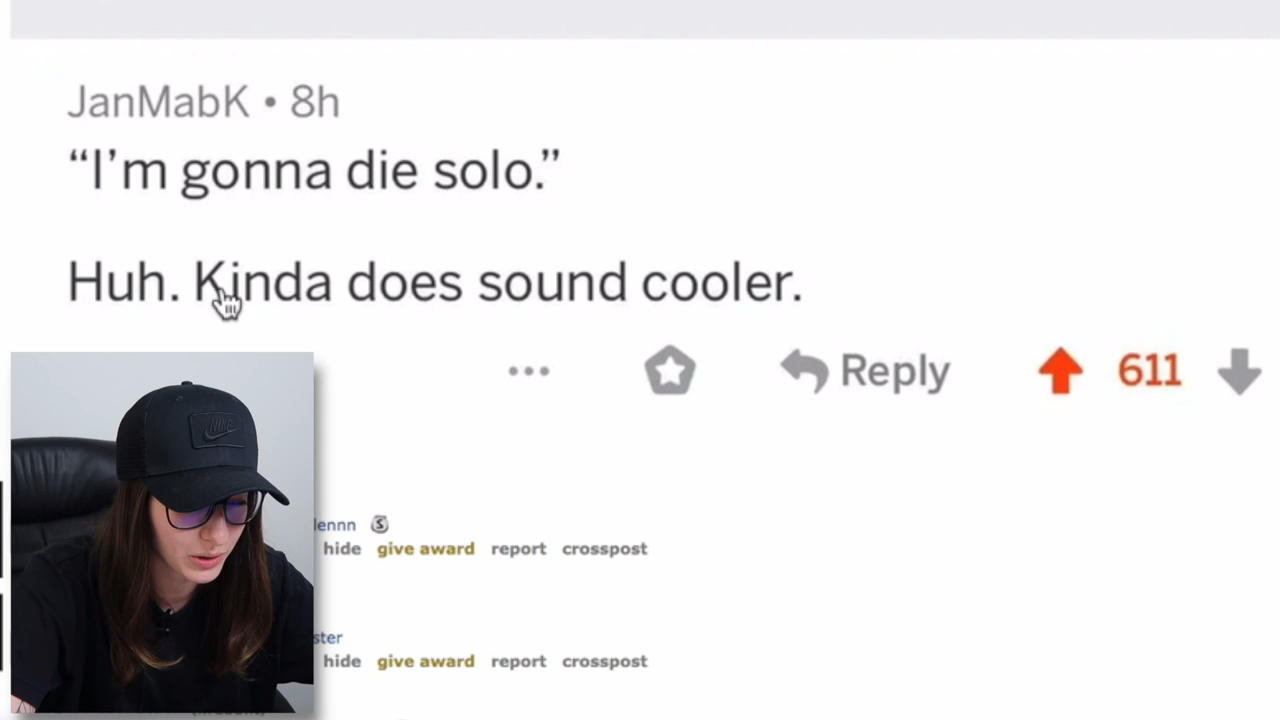 JanMabK • 8h
“I’m gonna die solo.”
Huh. Kinda does sound cooler.
Reply 611
NIKE
lennn
hide give award report crosspost
ster
hide give award report crosspost